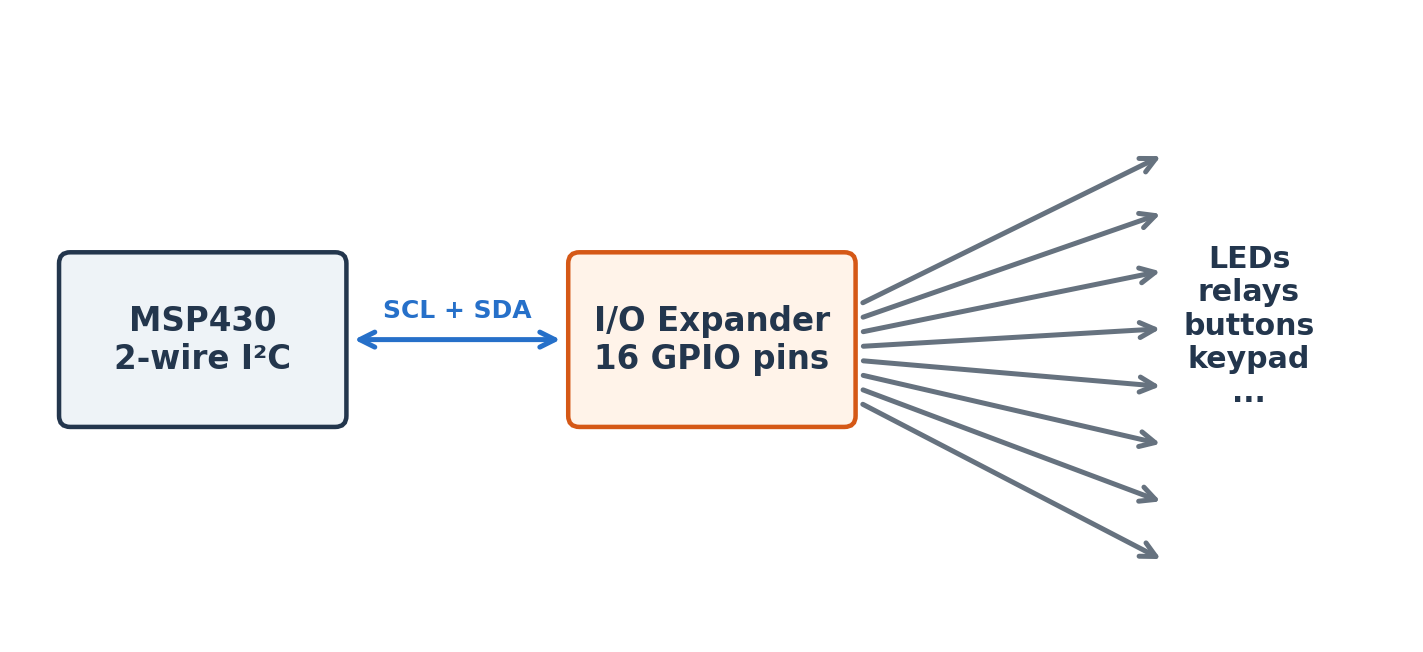 MSP430
2-wire I²C
SCL + SDA
I/O Expander
16 GPIO pins
LEDs
relays
buttons
keypad
...